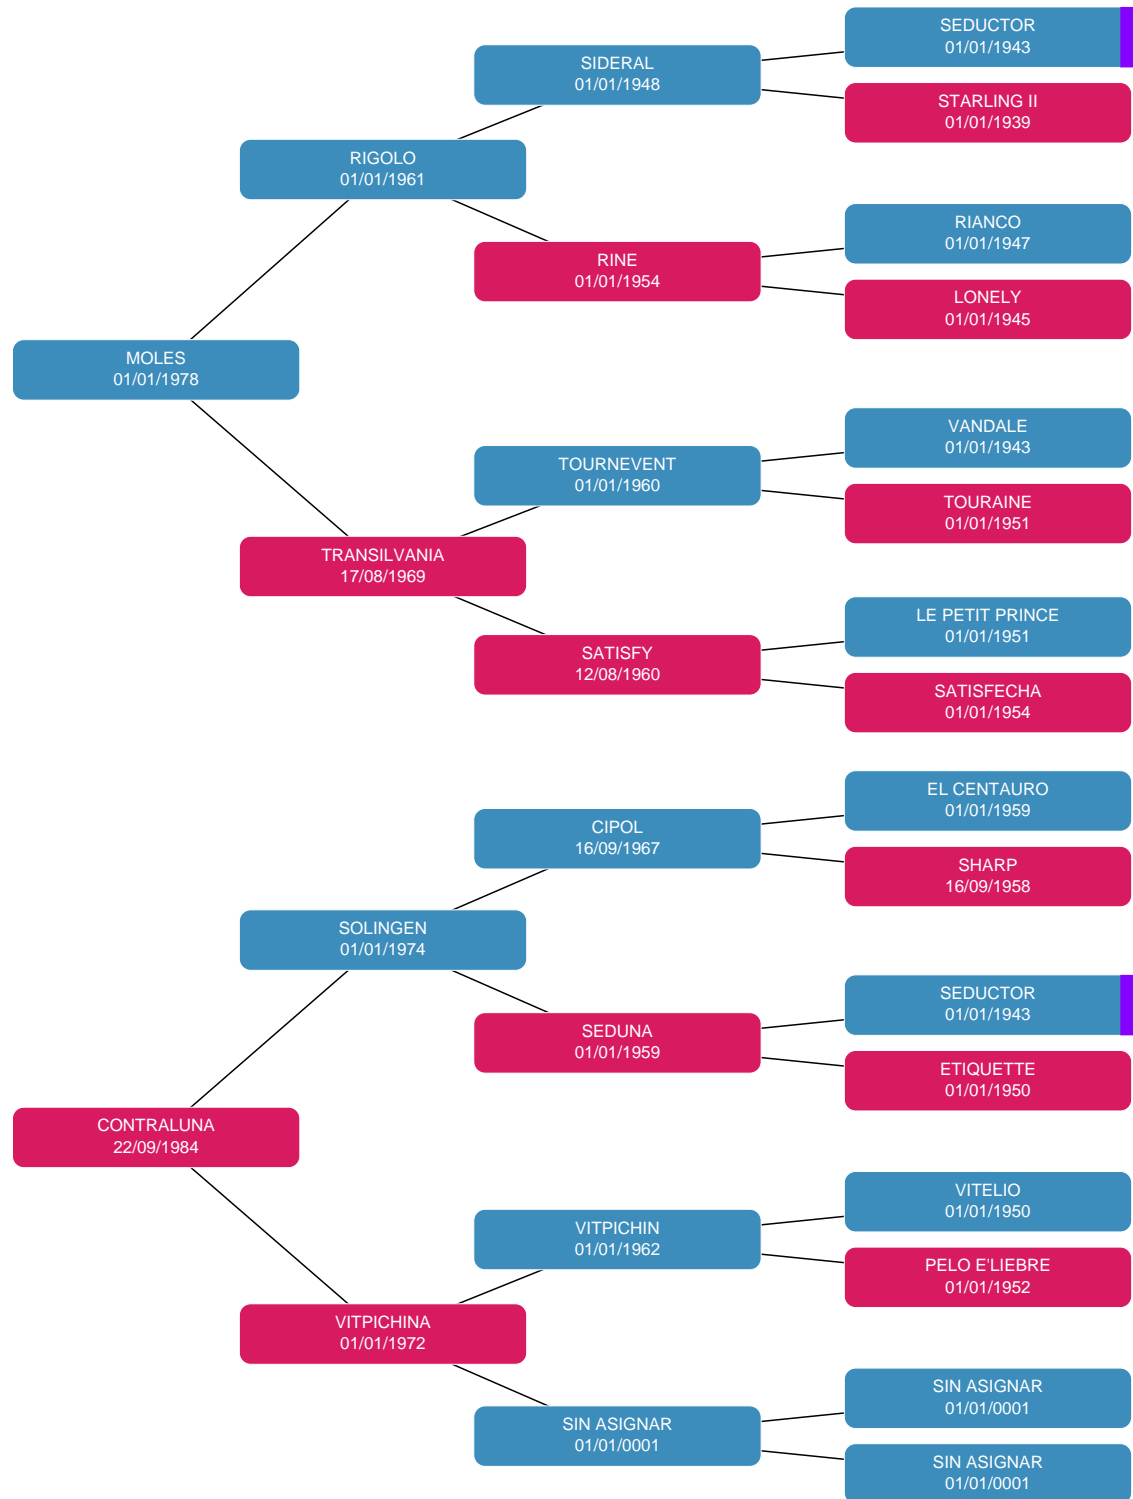 SEDUCTOR
01/01/1943
SIDERAL
01/01/1948
STARLING II
01/01/1939
RIGOLO
01/01/1961
RIANCO
01/01/1947
RINE
01/01/1954
LONELY
01/01/1945
MOLES
01/01/1978
VANDALE
01/01/1943
TOURNEVENT
01/01/1960
TOURAINE
01/01/1951
TRANSILVANIA
17/08/1969
LE PETIT PRINCE
01/01/1951
SATISFY
12/08/1960
SATISFECHA
01/01/1954
EL CENTAURO
01/01/1959
CIPOL
16/09/1967
SHARP
16/09/1958
SOLINGEN
01/01/1974
SEDUCTOR
01/01/1943
SEDUNA
01/01/1959
ETIQUETTE
01/01/1950
CONTRALUNA
22/09/1984
VITELIO
01/01/1950
VITPICHIN
01/01/1962
PELO E'LIEBRE
01/01/1952
VITPICHINA
01/01/1972
SIN ASIGNAR
01/01/0001
SIN ASIGNAR
01/01/0001
SIN ASIGNAR
01/01/0001